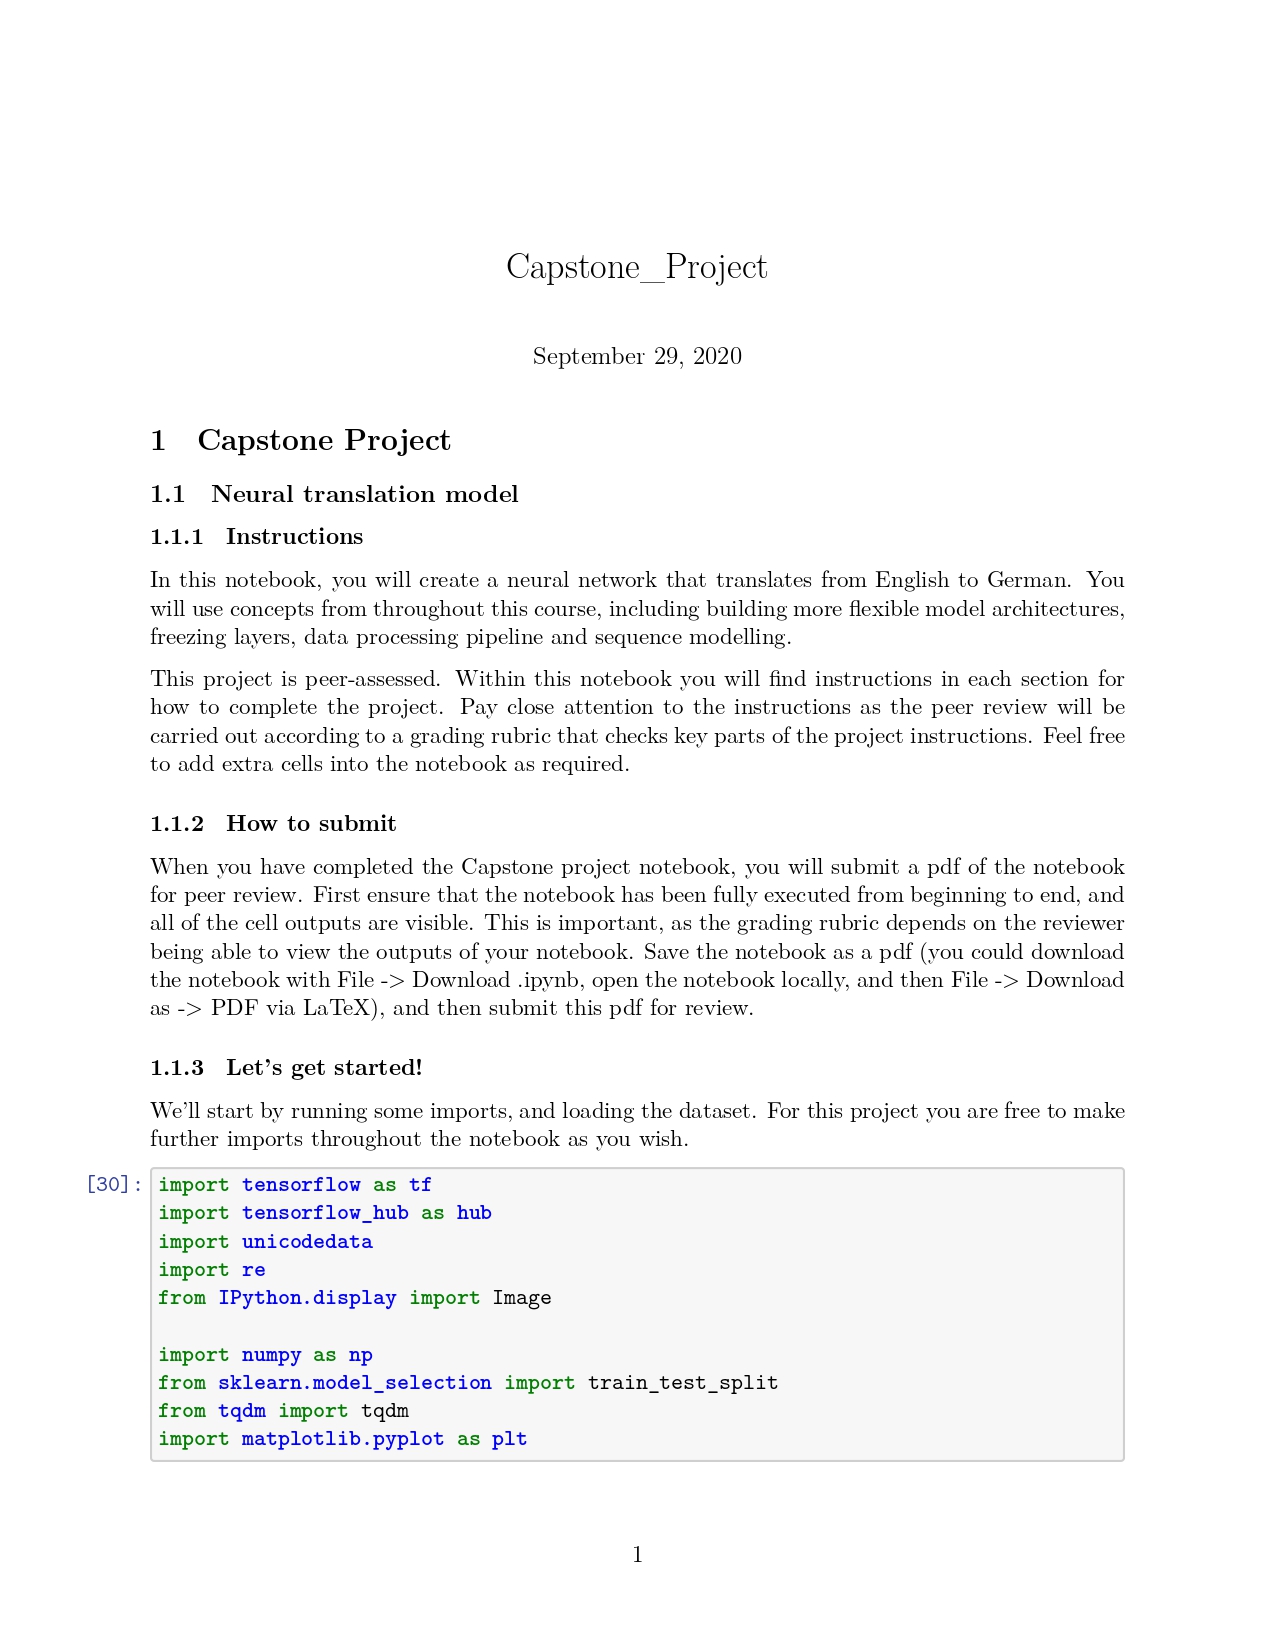 Capstone_Project
September 29, 2020
1 Capstone Project
1.1 Neural translation model
1.1.1 Instructions
In this notebook, you will create a neural network that translates from English to German. You
will use concepts from throughout this course, including building more flexible model architectures,
freezing layers, data processing pipeline and sequence modelling.
This project is peer-assessed. Within this notebook you will find instructions in each section for
how to complete the project. Pay close attention to the instructions as the peer review will be
carried out according to a grading rubric that checks key parts of the project instructions. Feel free
to add extra cells into the notebook as required.
1.1.2 How to submit
When you have completed the Capstone project notebook, you will submit a pdf of the notebook
for peer review. First ensure that the notebook has been fully executed from beginning to end, and
all of the cell outputs are visible. This is important, as the grading rubric depends on the reviewer
being able to view the outputs of your notebook. Save the notebook as a pdf (you could download
the notebook with File -> Download .ipynb, open the notebook locally, and then File -> Download
as -> PDF via LaTeX), and then submit this pdf for review.
1.1.3 Let's get started!
We'll start by running some imports, and loading the dataset. For this project you are free to make
further imports throughout the notebook as you wish.
[30]: import tensorflow as tf
import tensorflow_hub as hub
import unicodedata
import re
from IPython.display import Image
import numpy as np
from sklearn.model_selection import train_test_split
from tqdm import tqdm
import matplotlib.pyplot as plt
1